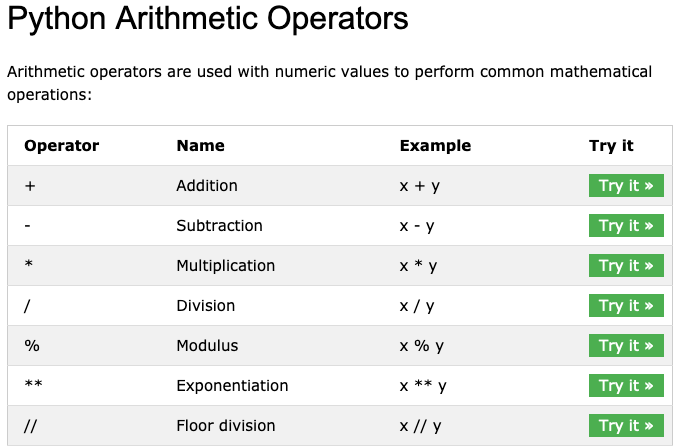 Python Arithmetic Operators
Arithmetic operators are used with numeric values to perform common mathematical
operations:
Operator Name Example Try it
+ Addition x + y Try it »
- Subtraction x - y Try it »
* Multiplication x * y Try it »
/ Division x / y Try it »
% Modulus x % y Try it »
** Exponentiation x ** y Try it »
// Floor division x // y Try it »